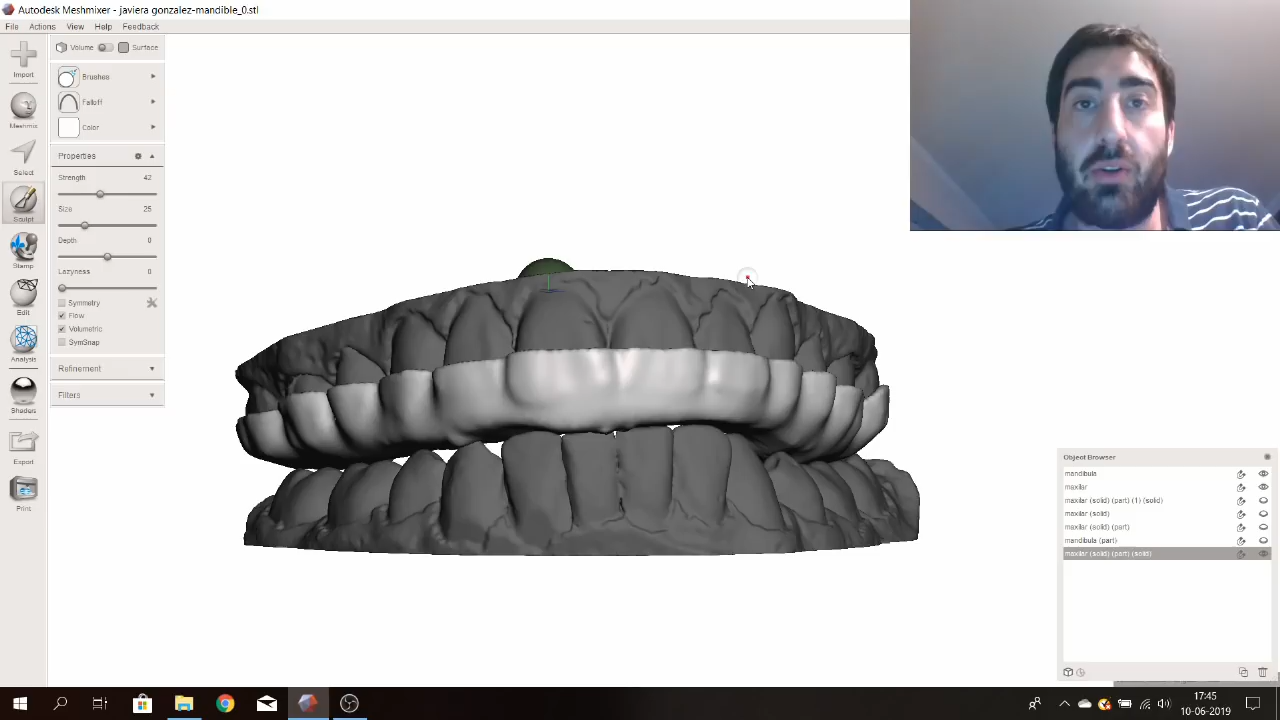 Autodesk Meshmixer - javiera gonzalez-mandible_0.stl
File Actions View Help Feedback
Import
Meshmix
Select
Sculpt
Stamp
Edit
Analysis
Shaders
Export
Print
Volume Surface
Brushes
Falloff
Color
Properties
Strength 42
Size 25
Depth 0
Lazyness 0
Symmetry
Flow
Volumetric
SymSnap
Refinement
Filters
Object Browser
mandibula
maxilar
maxilar (solid) (part) (1) (solid)
maxilar (solid)
maxilar (solid) (part)
mandibula (part)
maxilar (solid) (part) (solid)
17:45
10-06-2019